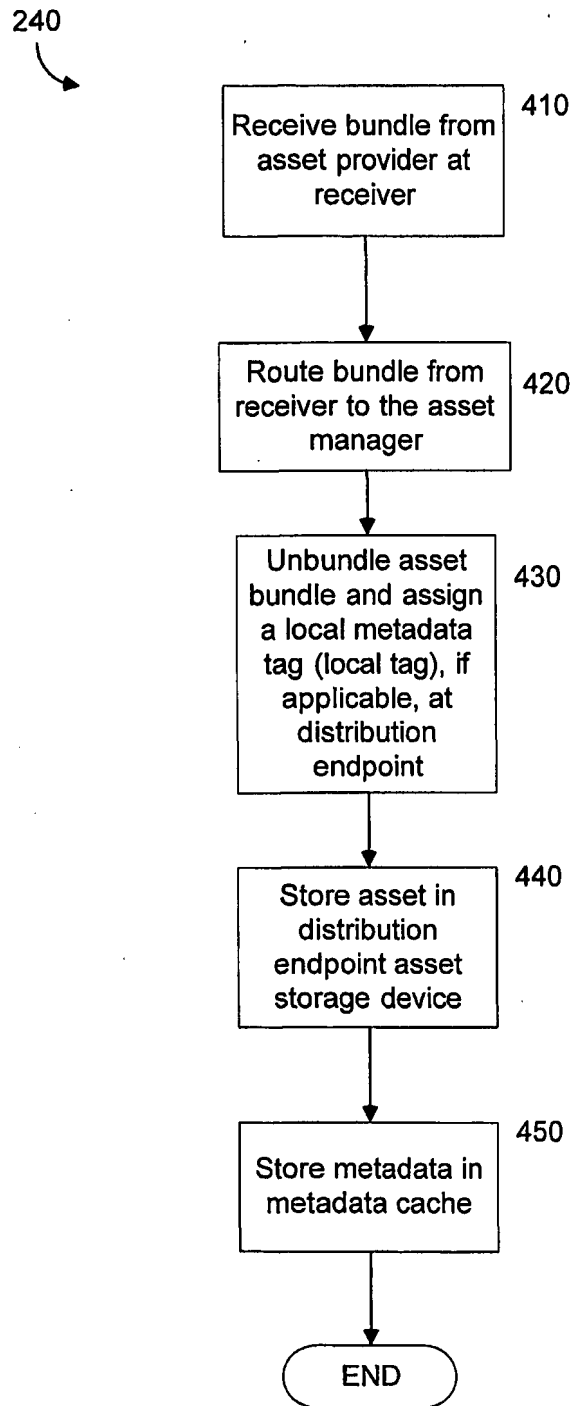 240
410
Receive bundle from
asset provider at
receiver
420
Route bundle from
receiver to the asset
manager
430
Unbundle asset
bundle and assign
a local metadata
tag (local tag), if
applicable, at
distribution
endpoint
440
Store asset in
distribution
endpoint asset
storage device
450
Store metadata in
metadata cache
END